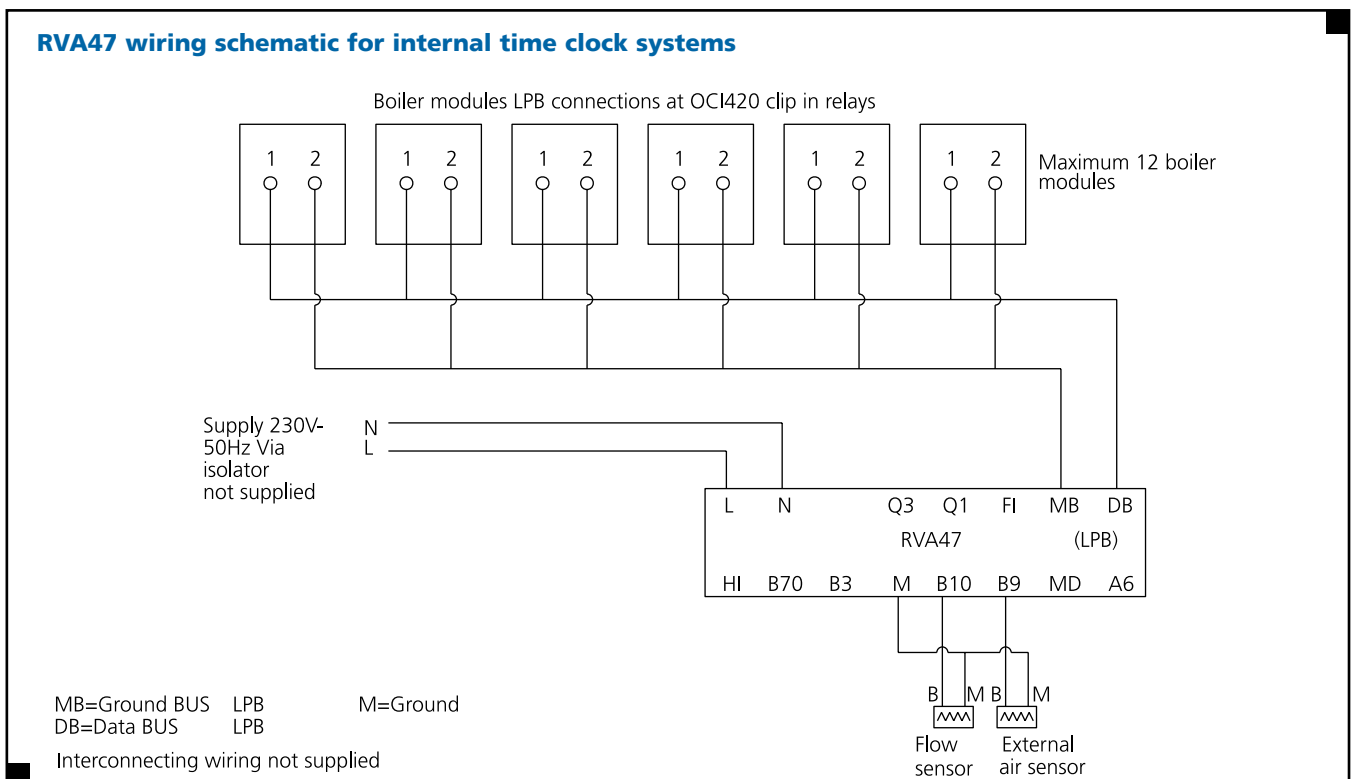 RVA47 wiring schematic for internal time clock systems
Boiler modules LPB connections at OCI420 clip in relays
1 2 1 2 1 2 1 2 1 2 1 2
Maximum 12 boiler
modules
Supply 230V-
50Hz Via
isolator
not supplied
N
L
L N Q3 Q1 FI MB DB
RVA47 (LPB)
HI B70 B3 M B10 B9 MD A6
B M B M
Flow
sensor
External
air sensor
MB=Ground BUS LPB M=Ground
DB=Data BUS LPB
Interconnecting wiring not supplied